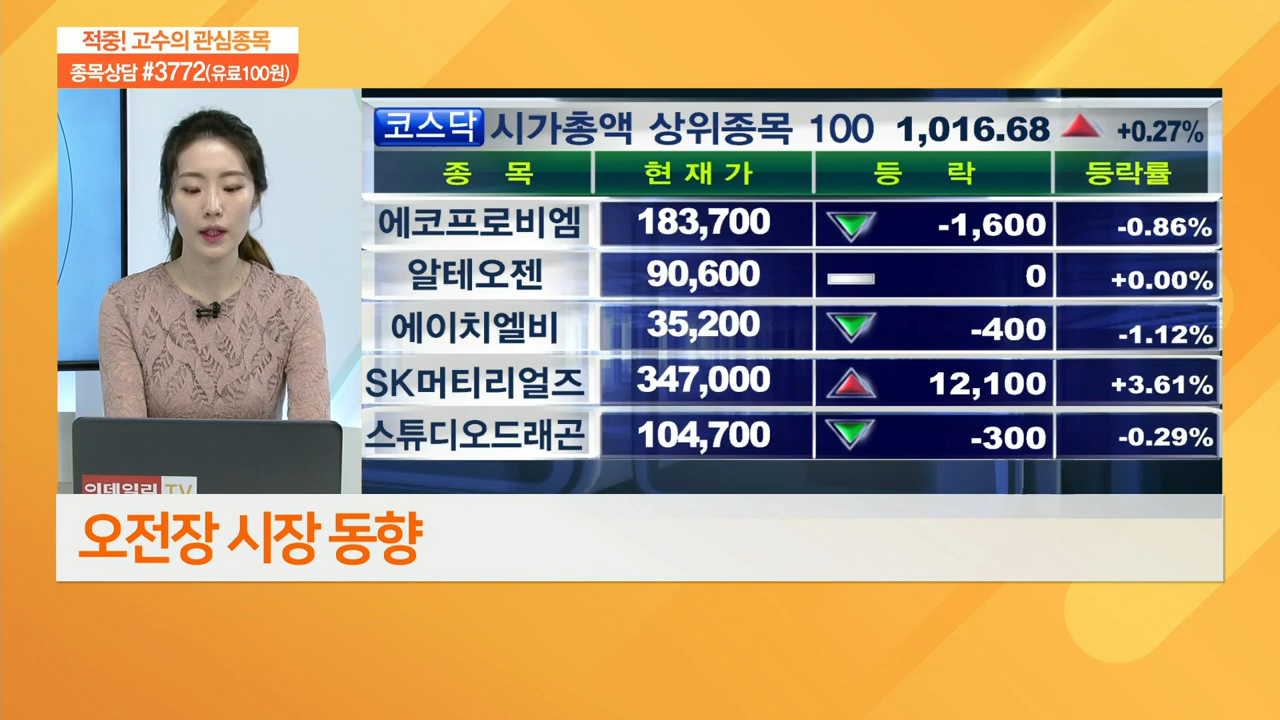 적중! 고수의 관심종목
종목상담 #3772(유료100원)
코스닥 시가총액 상위종목 100 1,016.68 +0.27%
종 목 현 재 가 등 락 등락률
에코프로비엠 183,700 -1,600 -0.86%
알테오젠 90,600 0 +0.00%
에이치엘비 35,200 -400 -1.12%
SK머티리얼즈 347,000 12,100 +3.61%
스튜디오드래곤 104,700 -300 -0.29%
이데일리 TV
오전장 시장 동향